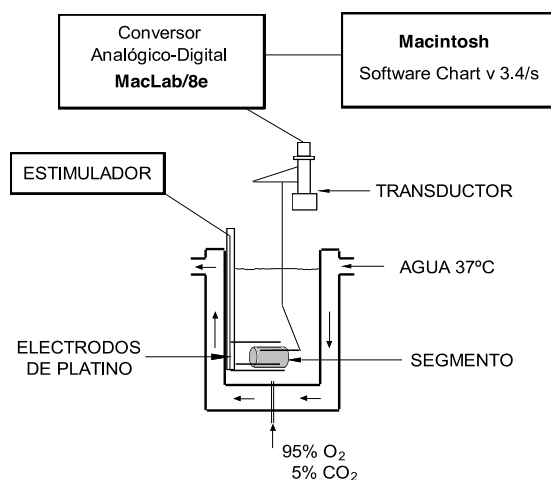 Conversor
Analógico-Digital
MacLab/8e
Macintosh
Software Chart v 3.4/s
ESTIMULADOR
TRANSDUCTOR
AGUA 37ºC
ELECTRODOS
DE PLATINO
SEGMENTO
95% O₂
5% CO₂